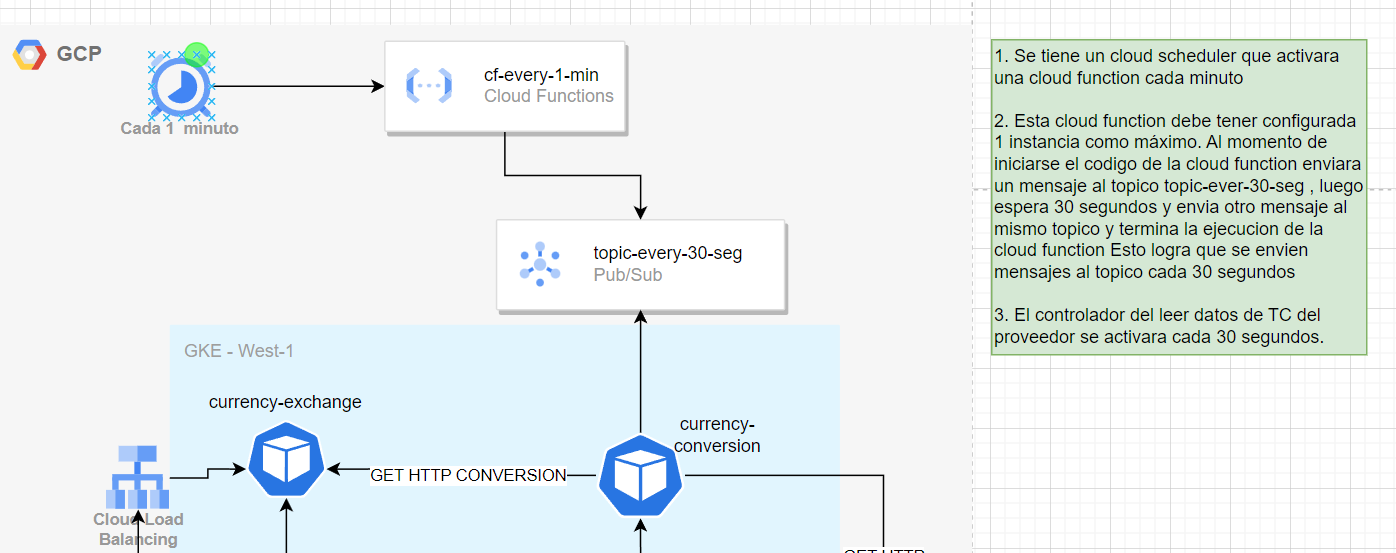 GCP
Cada 1 minuto
cf-every-1-min
Cloud Functions
topic-every-30-seg
Pub/Sub
GKE - West-1
currency-exchange
currency-
conversion
GET HTTP CONVERSION
Cloud Load
Balancing
GET HTTP
1. Se tiene un cloud scheduler que activara
una cloud function cada minuto
2. Esta cloud function debe tener configurada
1 instancia como máximo. Al momento de
iniciarse el codigo de la cloud function enviara
un mensaje al topico topic-ever-30-seg , luego
espera 30 segundos y envia otro mensaje al
mismo topico y termina la ejecucion de la
cloud function Esto logra que se envien
mensajes al topico cada 30 segundos
3. El controlador del leer datos de TC del
proveedor se activara cada 30 segundos.